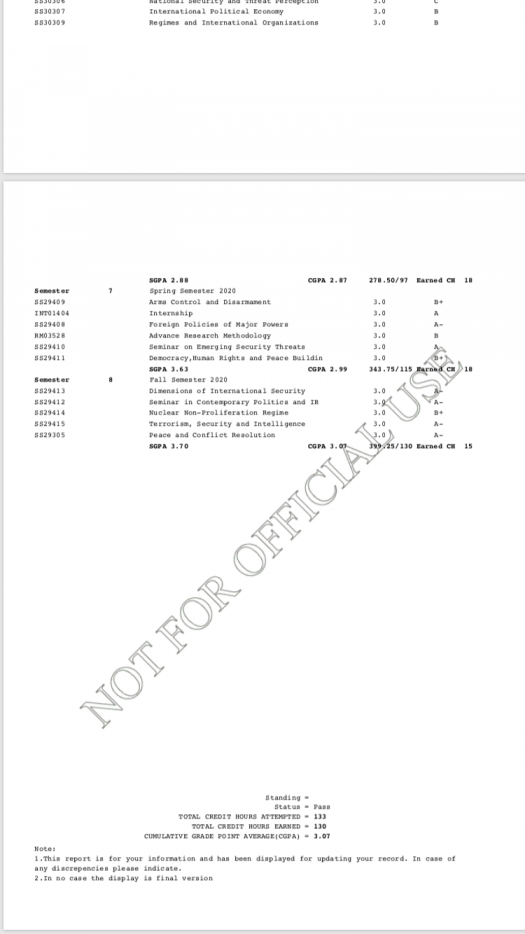 SS30306 National Security and Threat Perception 3.0 C
SS30307 International Political Economy 3.0 B
SS30309 Regimes and International Organizations 3.0 B
SGPA 2.88 CGPA 2.87 278.50/97 Earned CH 18
Semester 7 Spring Semester 2020
SS29409 Arms Control and Disarmament 3.0 B+
INT01404 Internship 3.0 A
SS29408 Foreign Policies of Major Powers 3.0 A-
RM03528 Advance Research Methodology 3.0 B
SS29410 Seminar on Emerging Security Threats 3.0 A-
SS29411 Democracy,Human Rights and Peace Buildin 3.0 B+
SGPA 3.63 CGPA 2.99 343.75/115 Earned CH 18
Semester 8 Fall Semester 2020
SS29413 Dimensions of International Security 3.0 A-
SS29412 Seminar in Contemporary Politics and IR 3.0 A-
SS29414 Nuclear Non-Proliferation Regime 3.0 B+
SS29415 Terrorism, Security and Intelligence 3.0 A-
SS29305 Peace and Conflict Resolution 3.0 A-
SGPA 3.70 CGPA 3.07 399.25/130 Earned CH 15
NOT FOR OFFICIAL USE
Standing =
Status = Pass
TOTAL CREDIT HOURS ATTEMPTED = 133
TOTAL CREDIT HOURS EARNED = 130
CUMULATIVE GRADE POINT AVERAGE(CGPA) = 3.07
Note:
1.This report is for your information and has been displayed for updating your record. In case of
any discrepencies please indicate.
2.In no case the display is final version